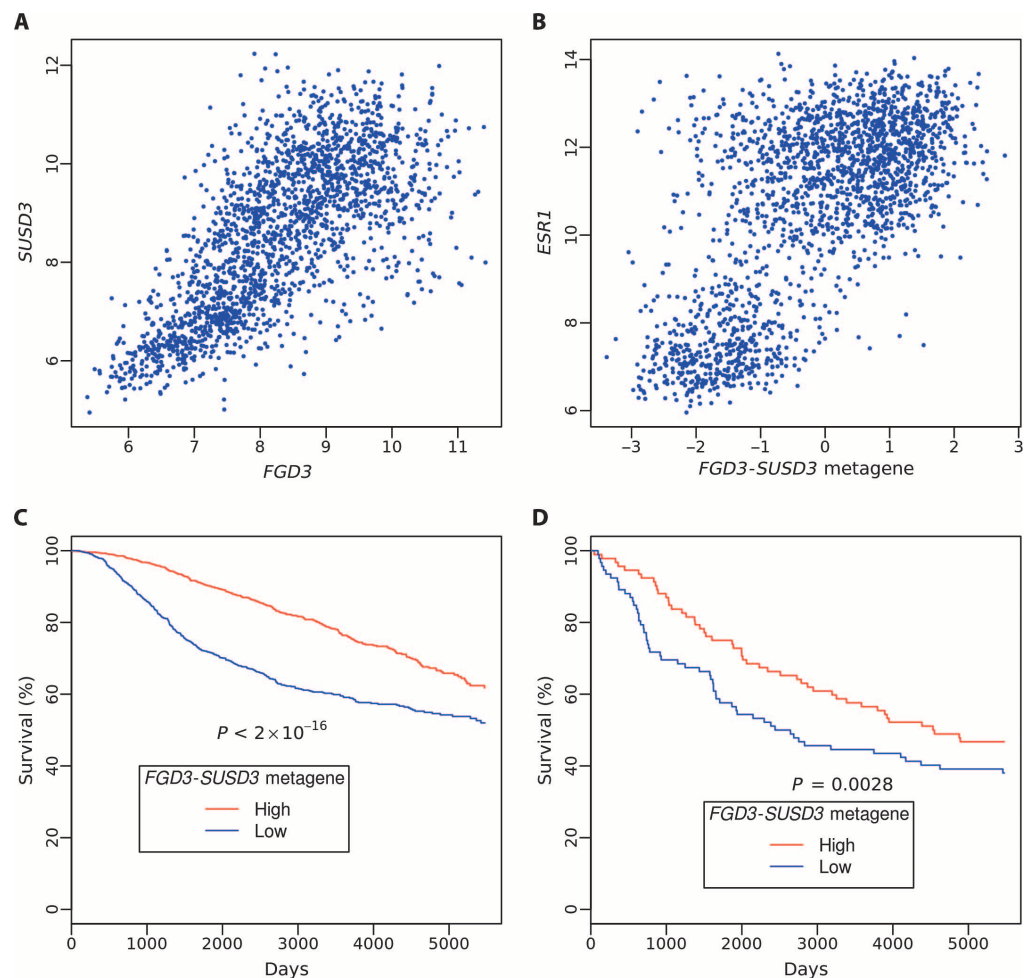 A
12
10
8
6
SUSD3
6 7 8 9 10 11
FGD3
B
14
12
10
8
6
ESR1
−3 −2 −1 0 1 2 3
FGD3-SUSD3 metagene
C
100
80
60
40
20
0
Survival (%)
P < 2×10⁻¹⁶
FGD3-SUSD3 metagene
High
Low
0 1000 2000 3000 4000 5000
Days
D
100
80
60
40
20
0
Survival (%)
P = 0.0028
FGD3-SUSD3 metagene
High
Low
0 1000 2000 3000 4000 5000
Days